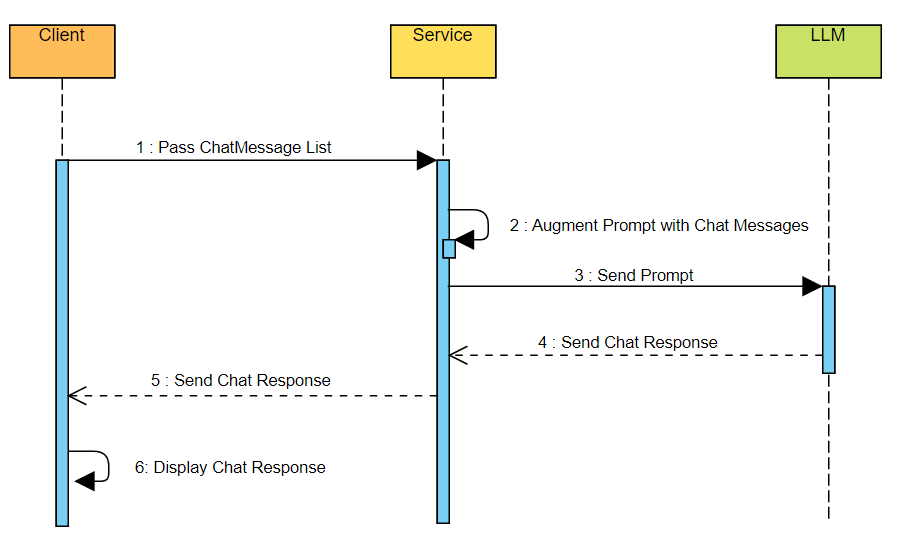 Client
Service
LLM
1 : Pass ChatMessage List
2 : Augment Prompt with Chat Messages
3 : Send Prompt
4 : Send Chat Response
5 : Send Chat Response
6: Display Chat Response